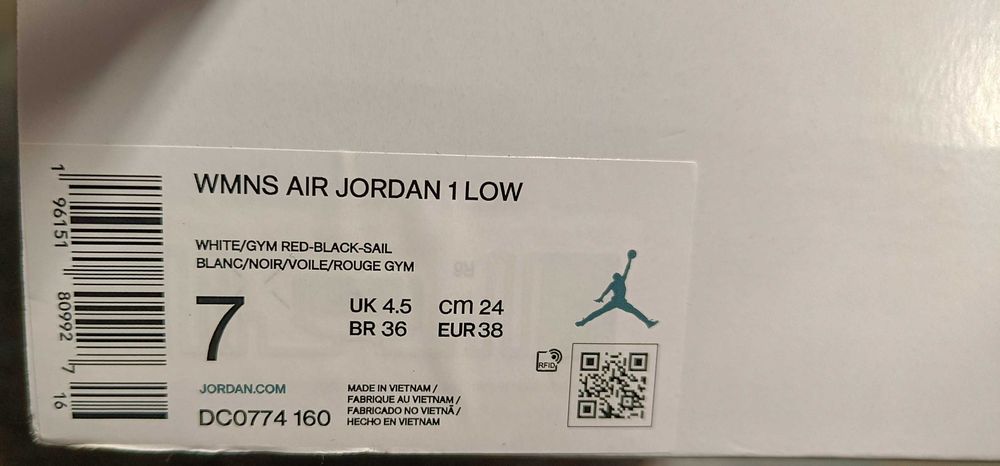 WMNS AIR JORDAN 1 LOW
WHITE/GYM RED-BLACK-SAIL
BLANC/NOIR/VOILE/ROUGE GYM
7
UK 4.5 cm 24
BR 36 EUR 38
JORDAN.COM
DC0774 160
MADE IN VIETNAM /
FABRIQUE AU VIETNAM /
FABRICADO NO VIETNÃ /
HECHO EN VIETNAM
RFID
1 96151 80992 7 16